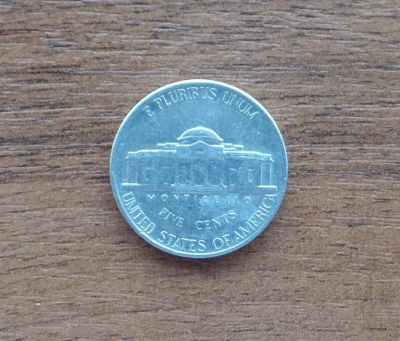 E PLURIBUS UNUM
MONTICELLO
FIVE CENTS
UNITED STATES OF AMERICA